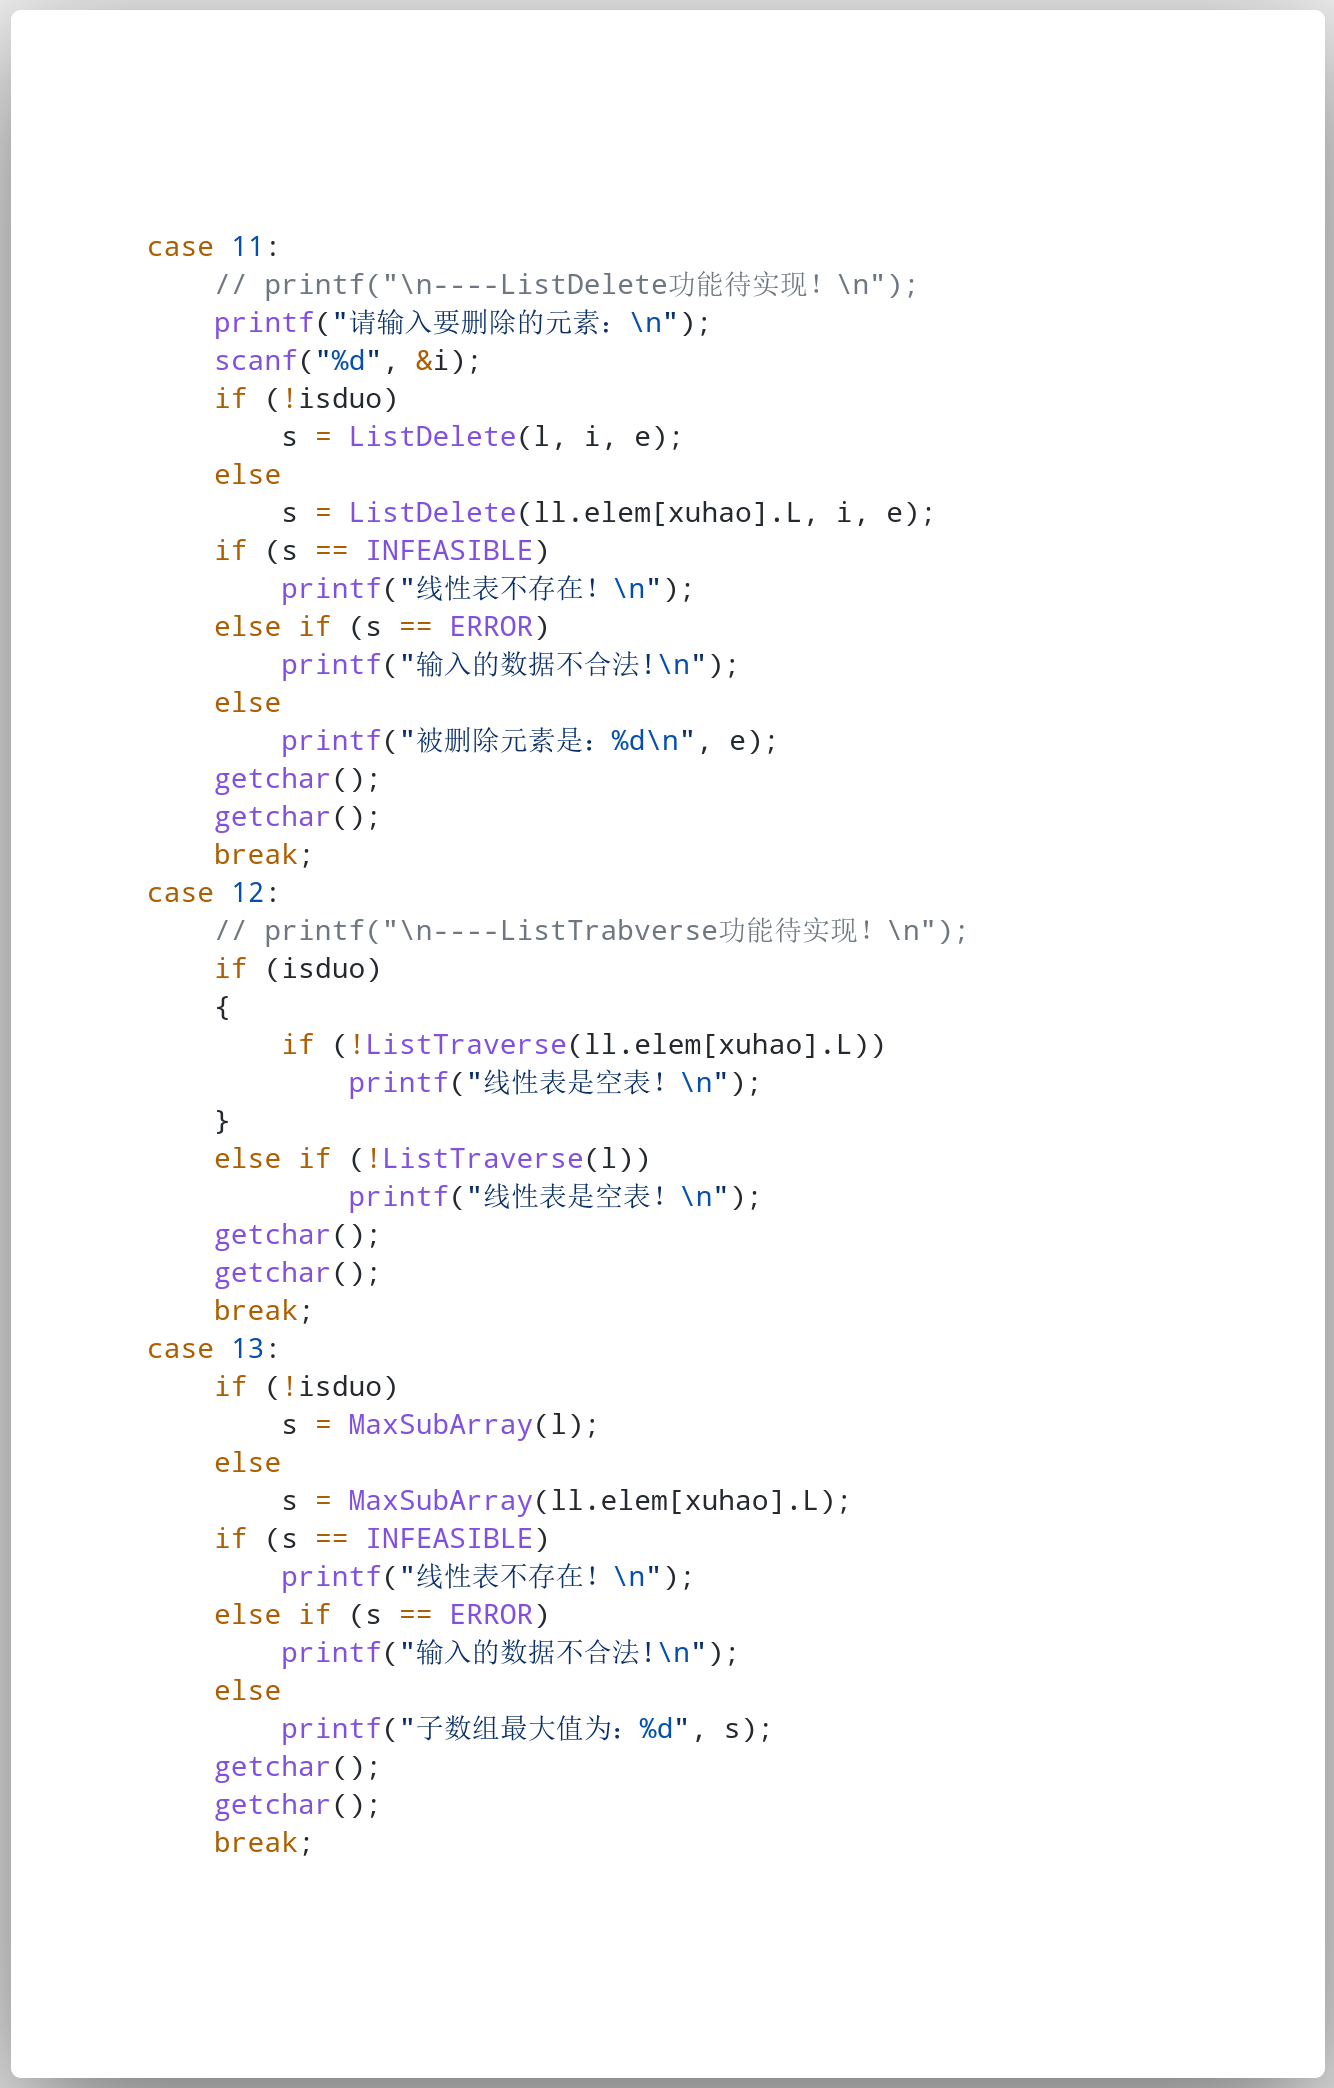 case 11:
    // printf("\n----ListDelete功能待实现！\n");
    printf("请输入要删除的元素：\n");
    scanf("%d", &i);
    if (!isduo)
        s = ListDelete(l, i, e);
    else
        s = ListDelete(ll.elem[xuhao].L, i, e);
    if (s == INFEASIBLE)
        printf("线性表不存在！\n");
    else if (s == ERROR)
        printf("输入的数据不合法!\n");
    else
        printf("被删除元素是：%d\n", e);
    getchar();
    getchar();
    break;
case 12:
    // printf("\n----ListTrabverse功能待实现！\n");
    if (isduo)
    {
        if (!ListTraverse(ll.elem[xuhao].L))
            printf("线性表是空表！\n");
    }
    else if (!ListTraverse(l))
            printf("线性表是空表！\n");
    getchar();
    getchar();
    break;
case 13:
    if (!isduo)
        s = MaxSubArray(l);
    else
        s = MaxSubArray(ll.elem[xuhao].L);
    if (s == INFEASIBLE)
        printf("线性表不存在！\n");
    else if (s == ERROR)
        printf("输入的数据不合法!\n");
    else
        printf("子数组最大值为：%d", s);
    getchar();
    getchar();
    break;